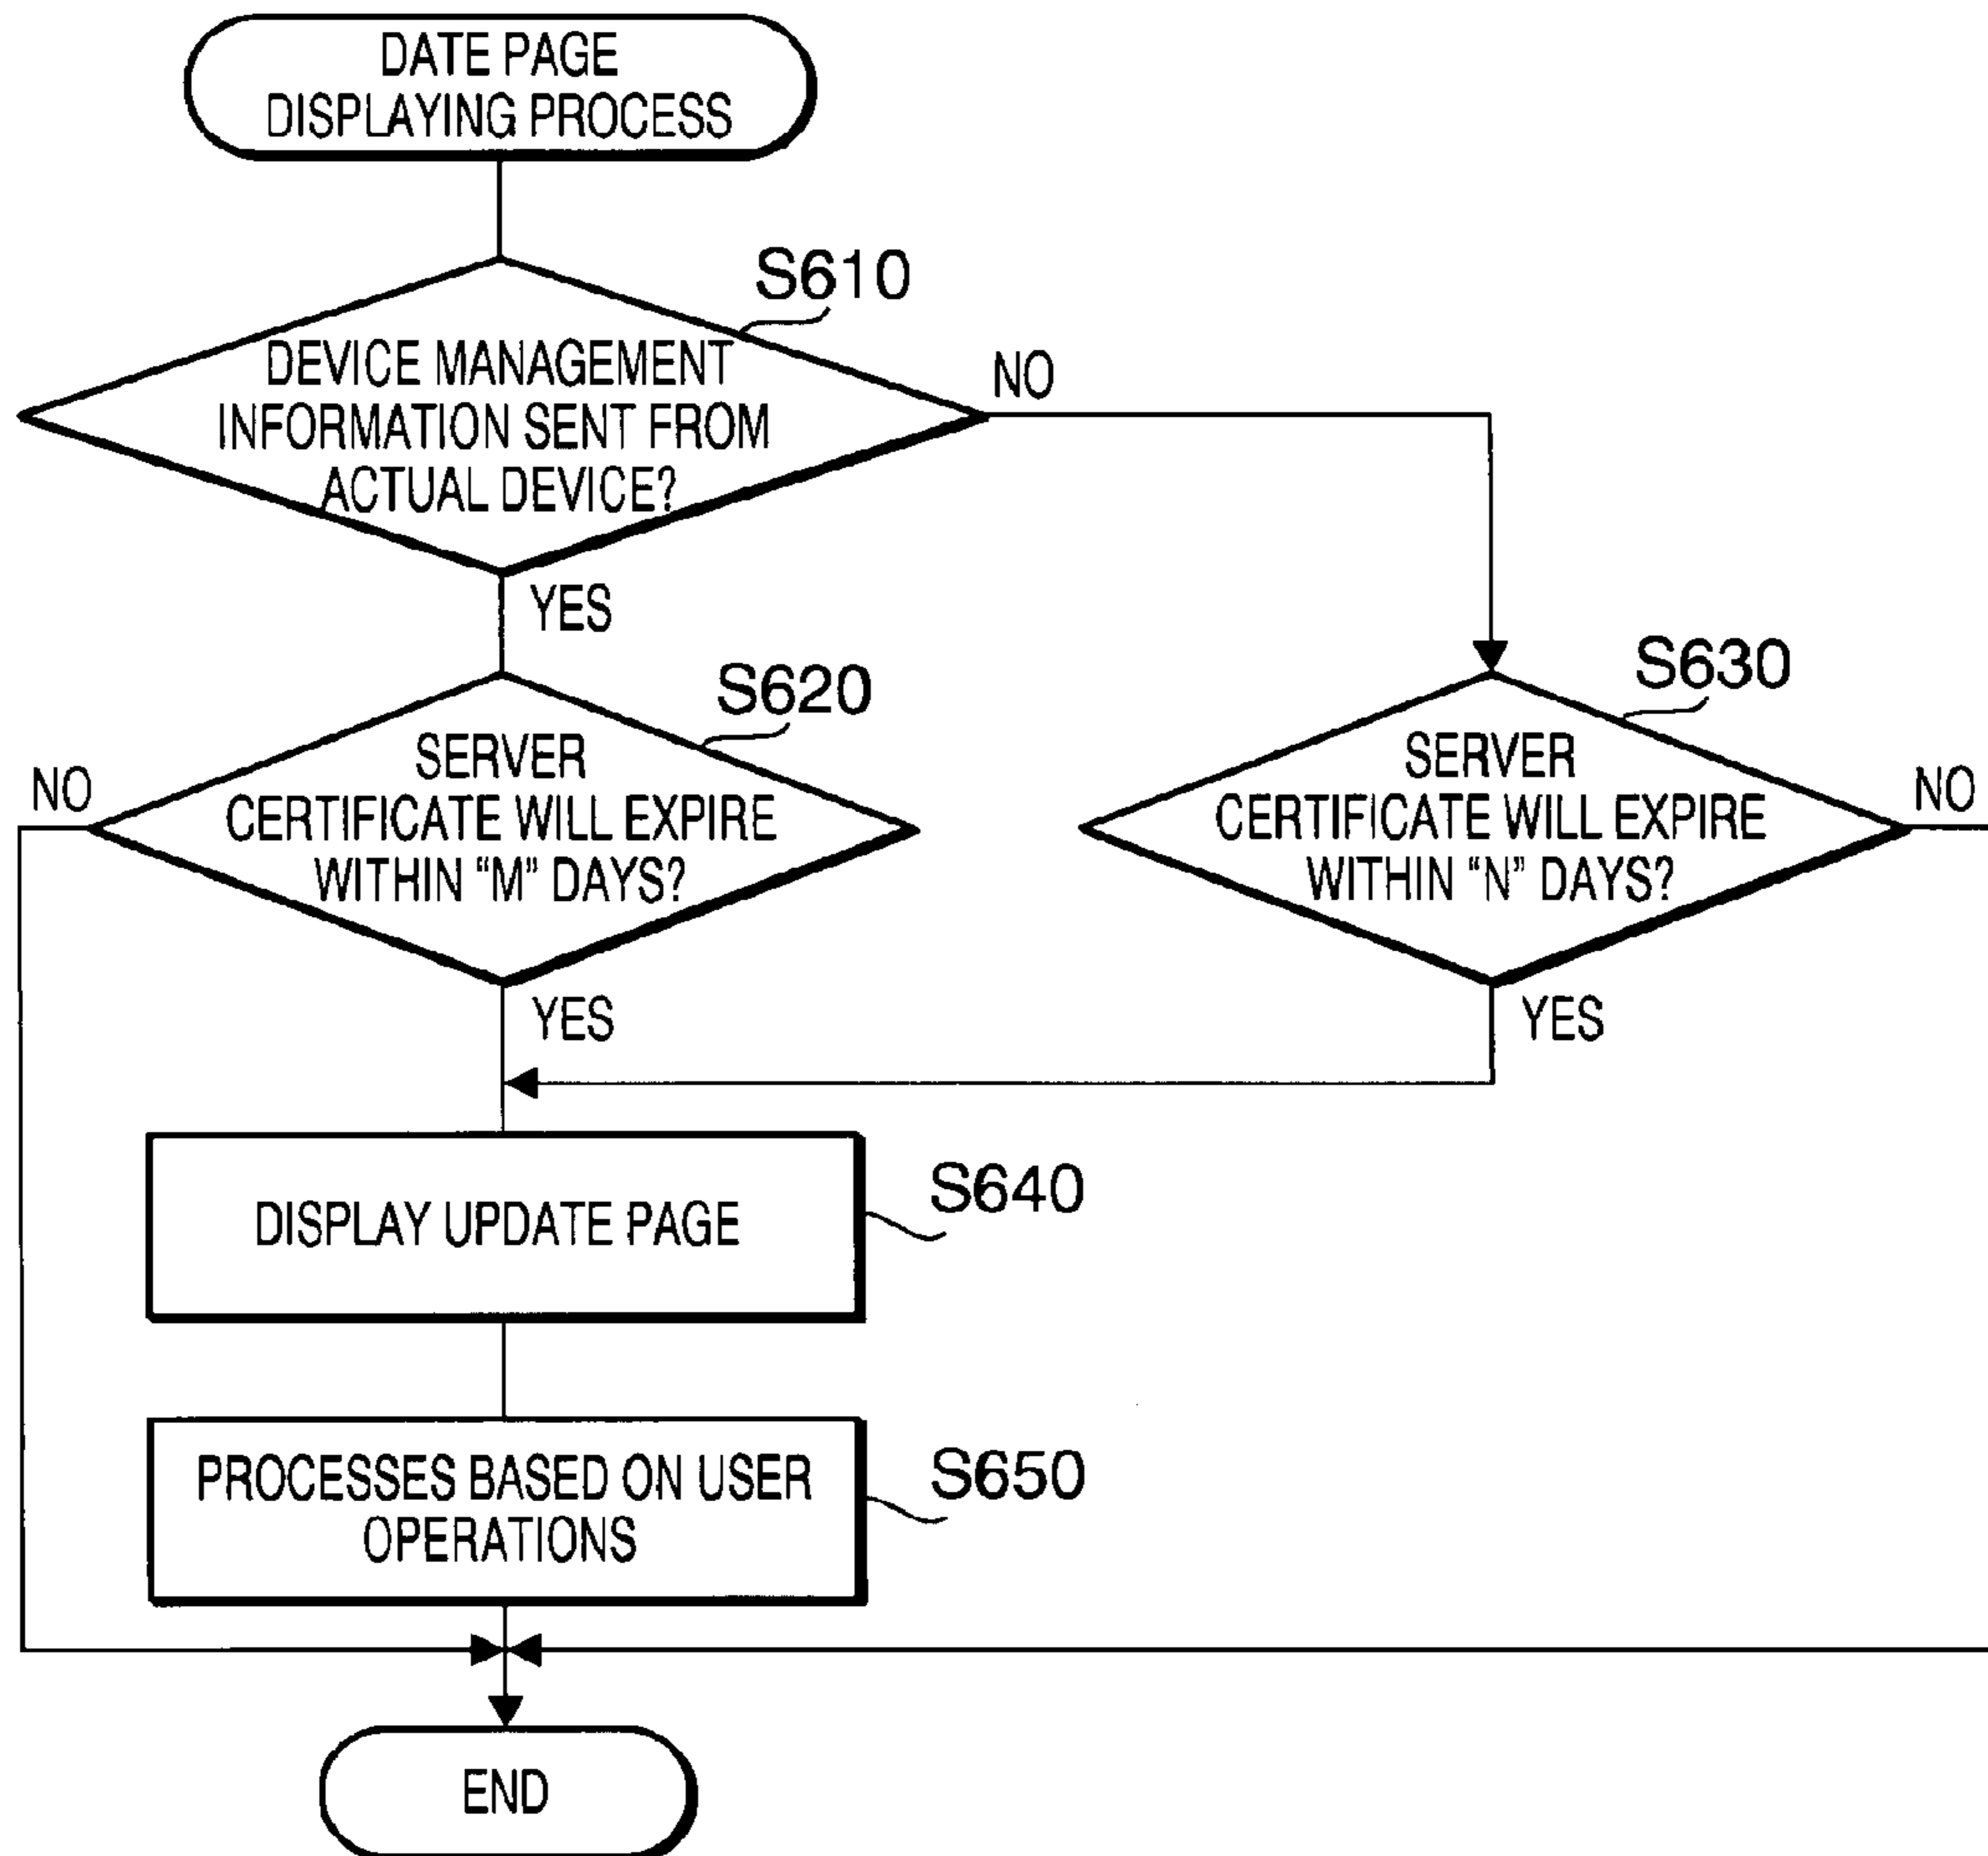 DATE PAGE
DISPLAYING PROCESS
S610
DEVICE MANAGEMENT
INFORMATION SENT FROM
ACTUAL DEVICE?
NO
YES
S620
SERVER
CERTIFICATE WILL EXPIRE
WITHIN “M” DAYS?
NO
YES
S630
SERVER
CERTIFICATE WILL EXPIRE
WITHIN “N” DAYS?
NO
YES
DISPLAY UPDATE PAGE
S640
PROCESSES BASED ON USER
OPERATIONS
S650
END